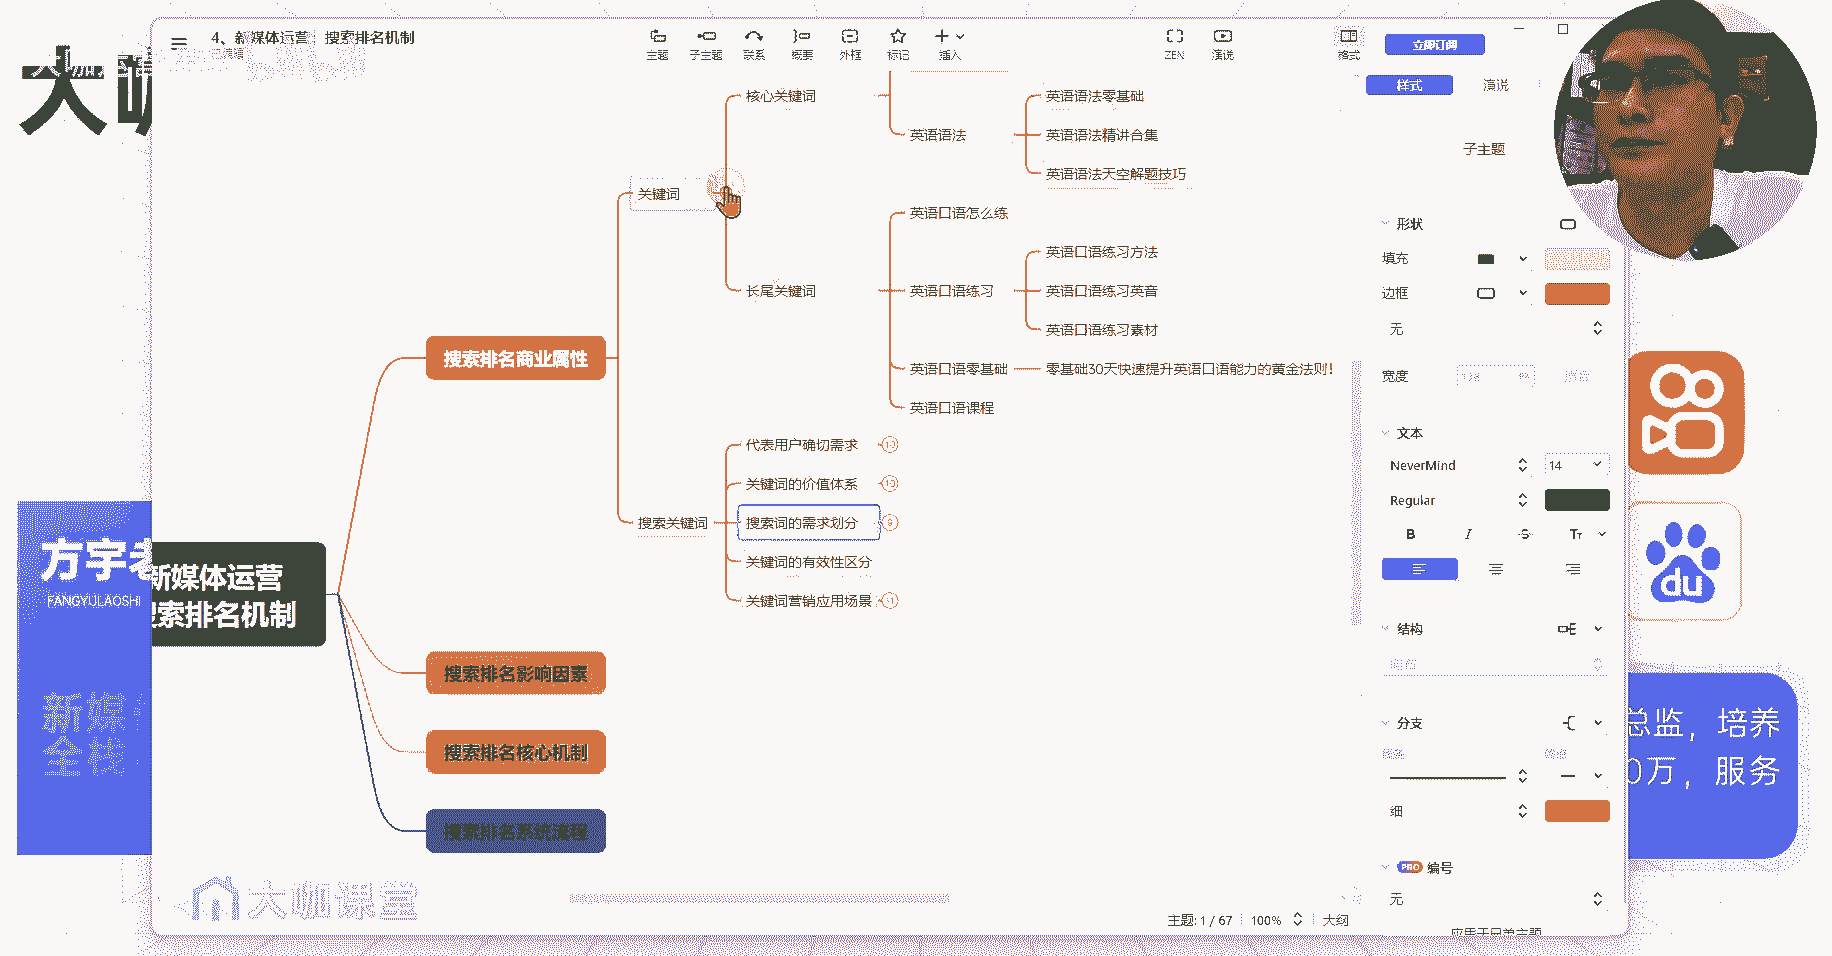 4、新媒体运营 搜索排名机制
已编辑
主题
子主题
联系
概要
外框
标记
插入
ZEN
演说
格式
立即订阅
样式
演说
大咖
核心关键词
英语语法
英语语法零基础
英语语法精讲合集
英语语法天空解题技巧
子主题
关键词
英语口语怎么练
长尾关键词
英语口语练习
英语口语练习方法
英语口语练习英音
英语口语练习素材
英语口语零基础
零基础30天快速提升英语口语能力的黄金法则!
英语口语课程
搜索排名商业属性
代表用户确切需求
10
关键词的价值体系
10
搜索关键词
搜索词的需求划分
9
关键词的有效性区分
关键词营销应用场景
新媒体运营
搜索排名机制
搜索排名影响因素
搜索排名核心机制
搜索排名系统流程
形状
填充
边框
无
宽度
文本
NeverMind
14
Regular
B
I
S
Tт
结构
分支
细
PRO 编号
无
应用于兄弟主题
主题: 1 / 67
100%
大纲
方宇老
FANGYULAOSHI
新媒
全栈
du
总监，培养
0万，服务
大咖课堂